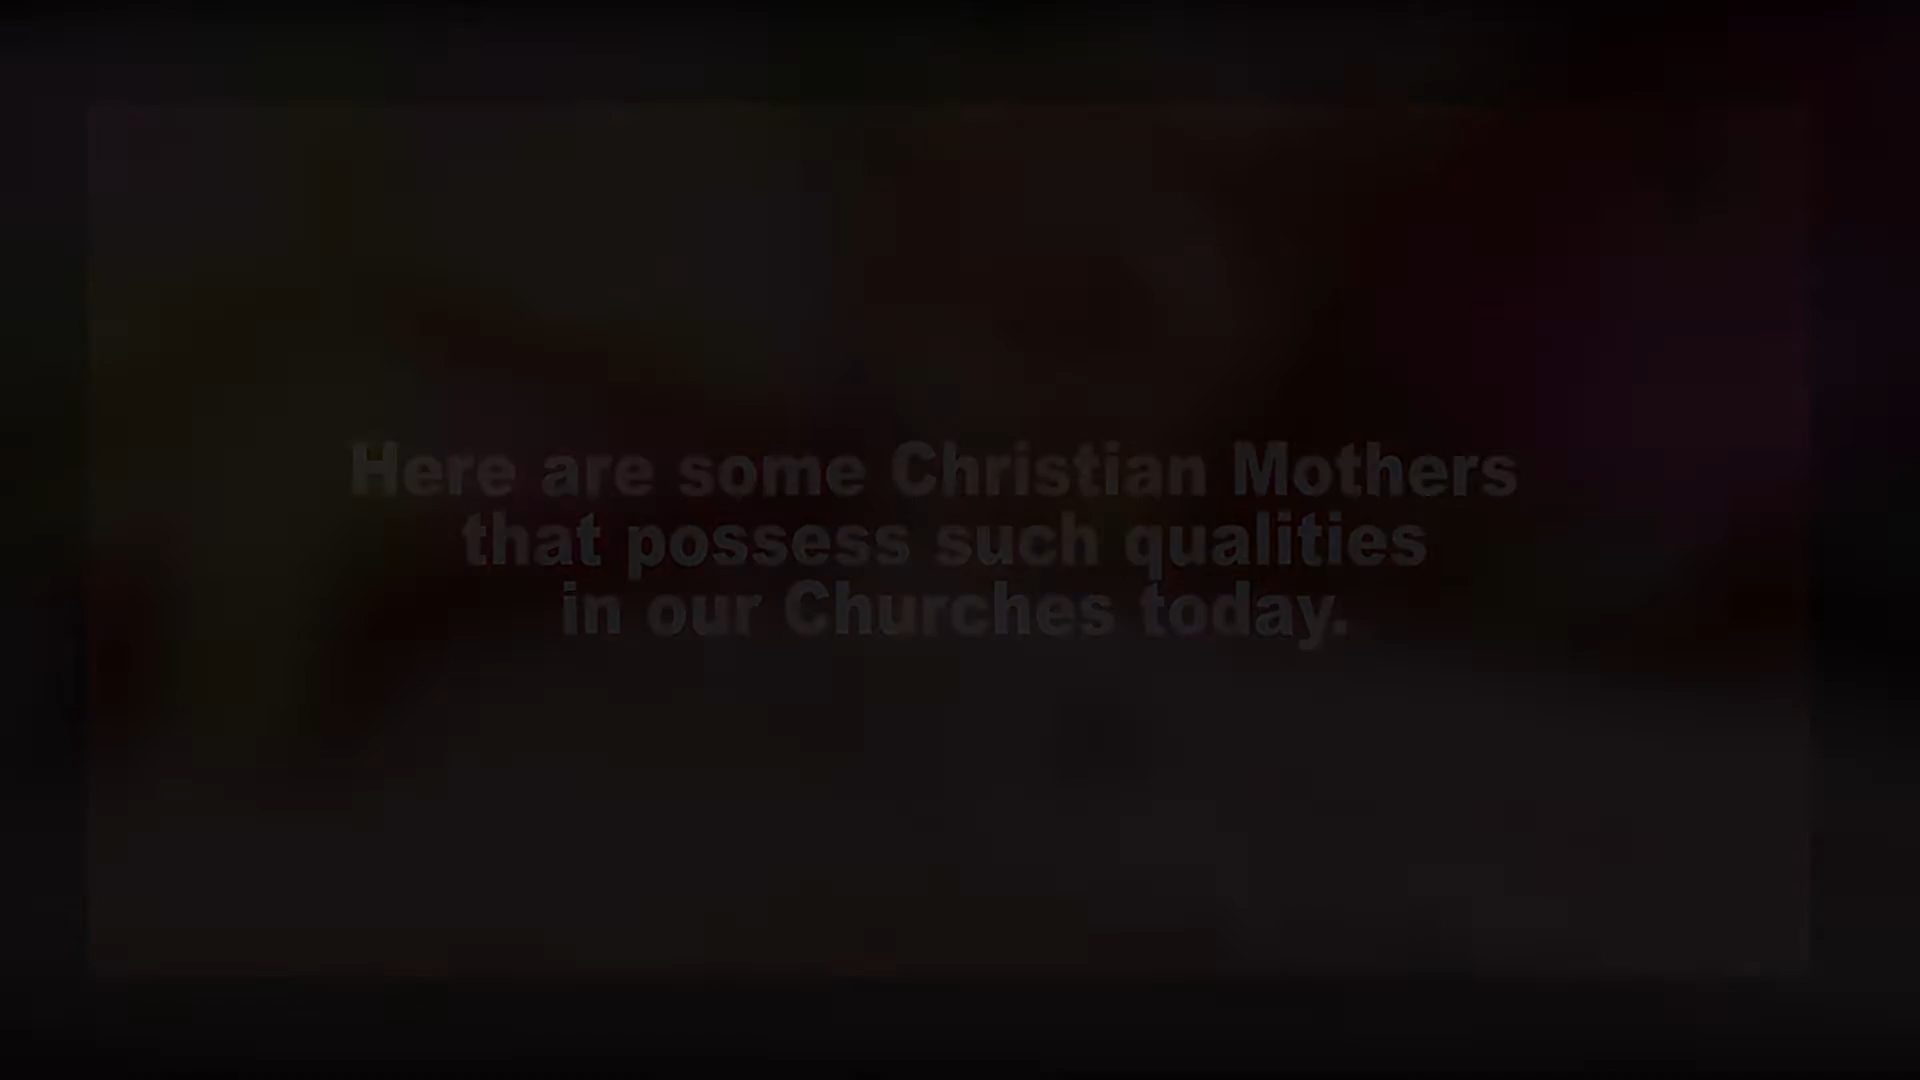 Here are some Christian Mothers
that possess such qualities
in our Churches today.